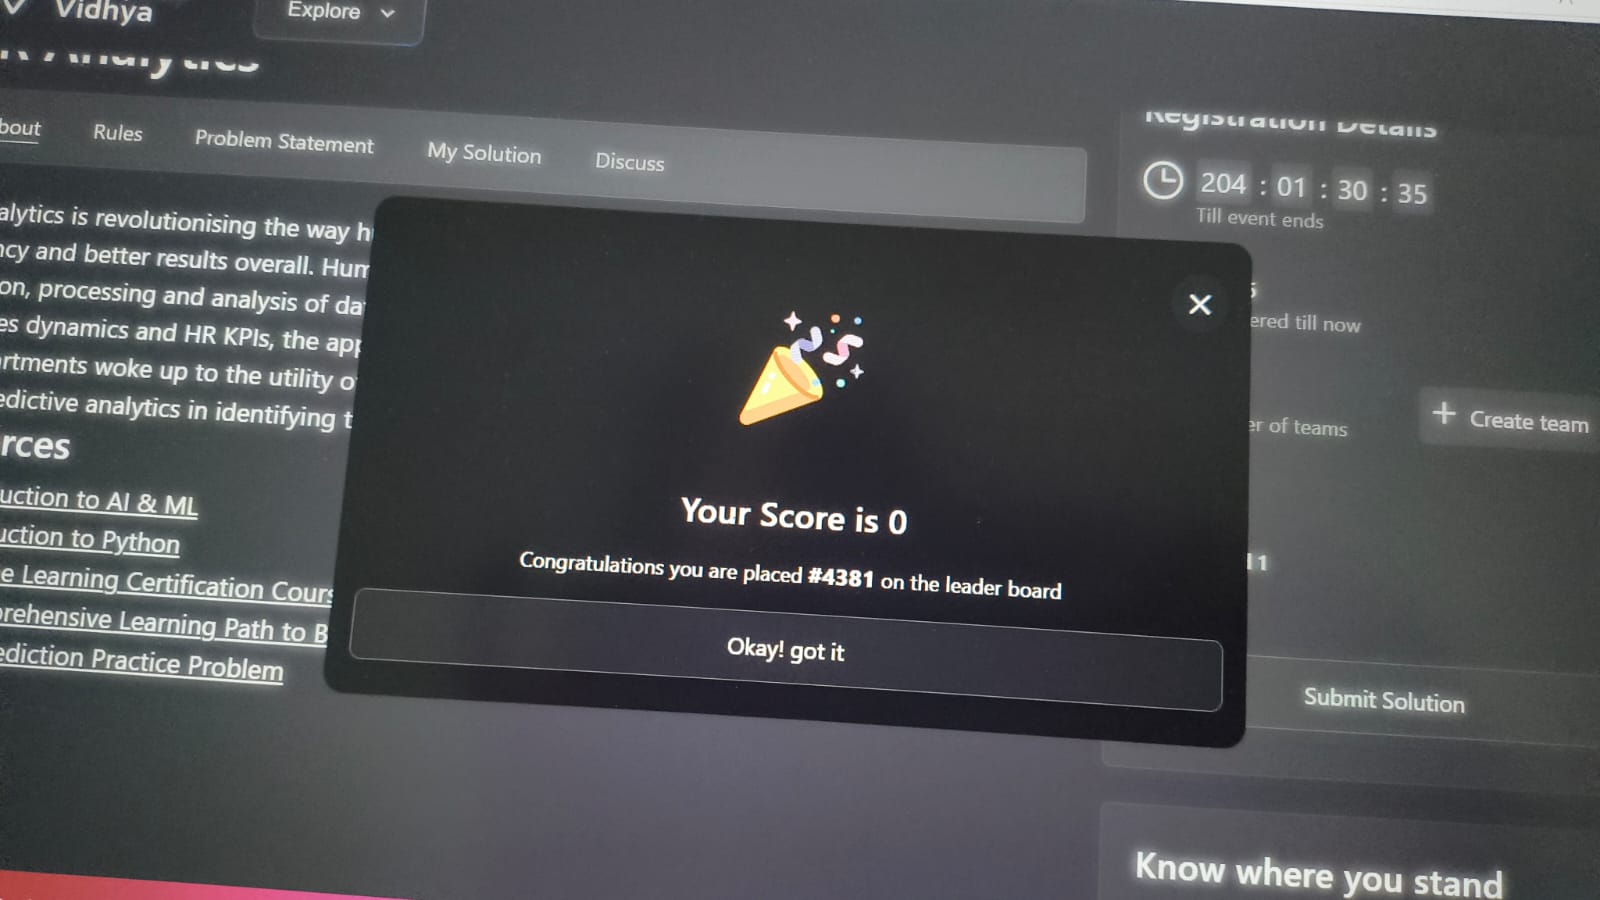 Vidhya
Explore
Analytics
Rules
Problem Statement
My Solution
Discuss
Registration Details
204 : 01 : 30 : 35
Till event ends
alytics is revolutionising the way h
ncy and better results overall. Hum
on, processing and analysis of da
es dynamics and HR KPIs, the app
artments woke up to the utility o
edictive analytics in identifying t
rces
uction to AI & ML
uction to Python
e Learning Certification Cours
prehensive Learning Path to B
ediction Practice Problem
Your Score is 0
Congratulations you are placed #4381 on the leader board
Okay! got it
ered till now
er of teams
+ Create team
11
Submit Solution
Know where you stand